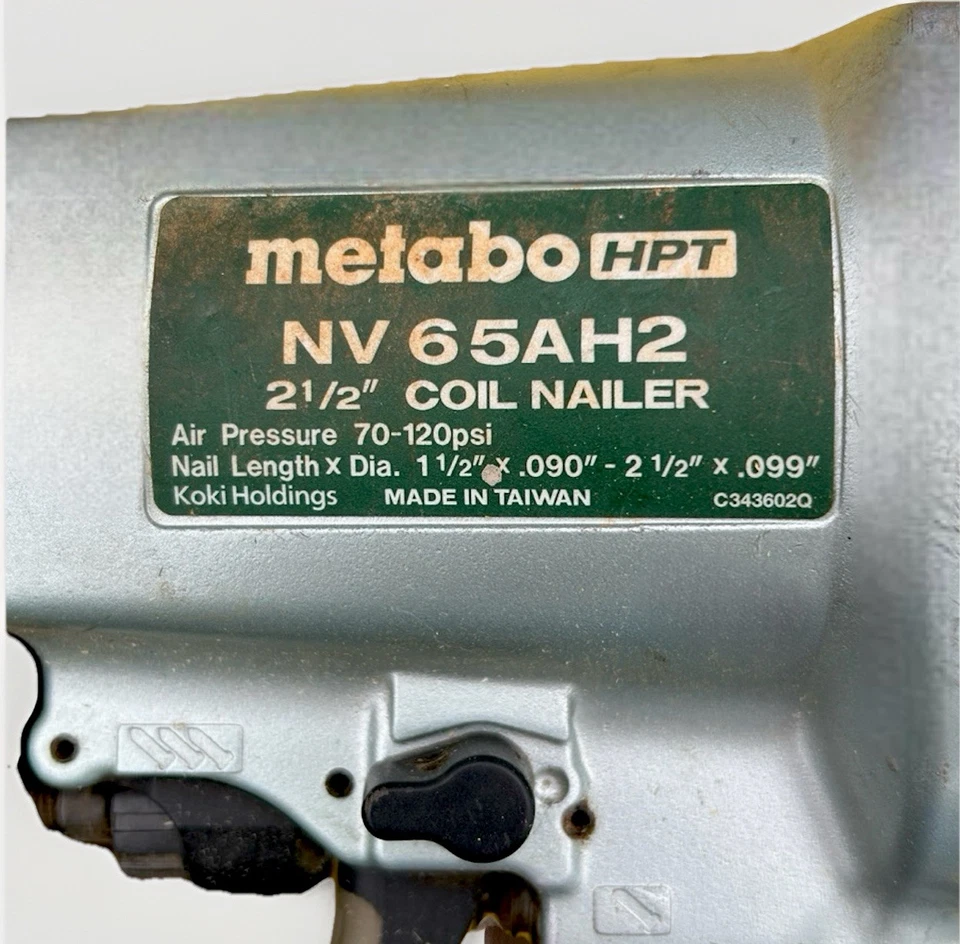 metabo HPT
NV 65AH2
2 1/2" COIL NAILER
Air Pressure 70-120psi
Nail Length x Dia. 1 1/2" x .090" - 2 1/2" x .099"
Koki Holdings MADE IN TAIWAN C343602Q